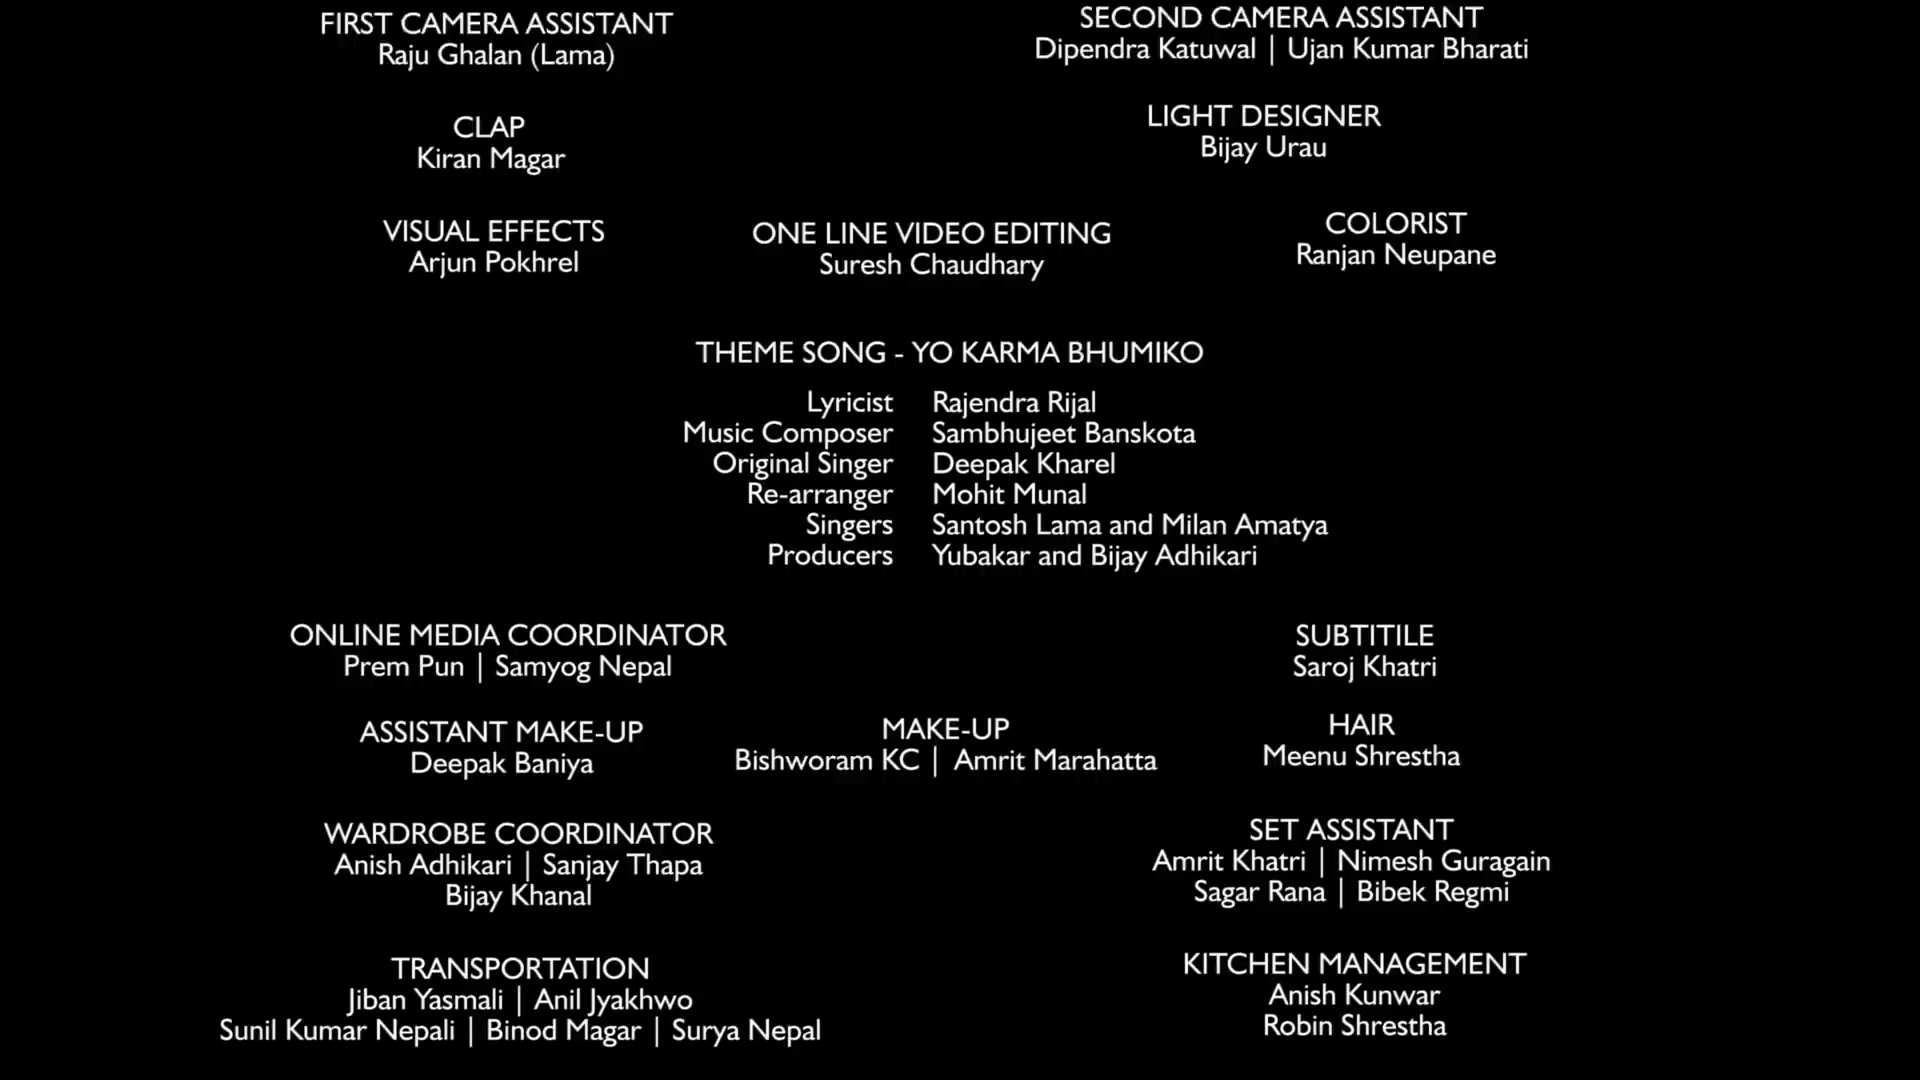 FIRST CAMERA ASSISTANT
Raju Ghalan (Lama)
SECOND CAMERA ASSISTANT
Dipendra Katuwal | Ujan Kumar Bharati
CLAP
Kiran Magar
LIGHT DESIGNER
Bijay Urau
VISUAL EFFECTS
Arjun Pokhrel
ONE LINE VIDEO EDITING
Suresh Chaudhary
COLORIST
Ranjan Neupane
THEME SONG - YO KARMA BHUMIKO
Lyricist Rajendra Rijal
Music Composer Sambhujeet Banskota
Original Singer Deepak Kharel
Re-arranger Mohit Munal
Singers Santosh Lama and Milan Amatya
Producers Yubakar and Bijay Adhikari
ONLINE MEDIA COORDINATOR
Prem Pun | Samyog Nepal
SUBTITILE
Saroj Khatri
ASSISTANT MAKE-UP
Deepak Baniya
MAKE-UP
Bishworam KC | Amrit Marahatta
HAIR
Meenu Shrestha
WARDROBE COORDINATOR
Anish Adhikari | Sanjay Thapa
Bijay Khanal
SET ASSISTANT
Amrit Khatri | Nimesh Guragain
Sagar Rana | Bibek Regmi
TRANSPORTATION
Jiban Yasmali | Anil Jyakhwo
Sunil Kumar Nepali | Binod Magar | Surya Nepal
KITCHEN MANAGEMENT
Anish Kunwar
Robin Shrestha